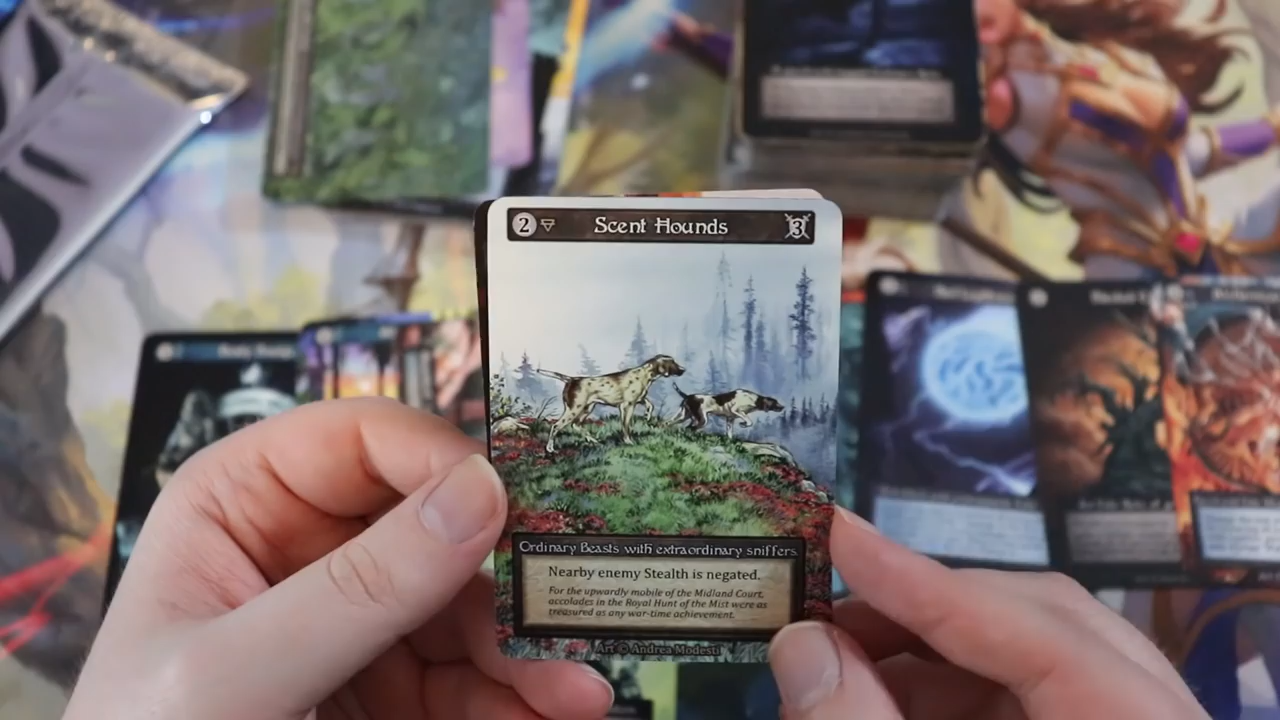 2 Scent Hounds 3
Ordinary Beasts with extraordinary sniffers
Nearby enemy Stealth is negated.
For the upwardly mobile of the Midland Court,
accolades in the Royal Hunt of the Mist were as
treasured as any war-time achievement.
Art © Andrea Modesti